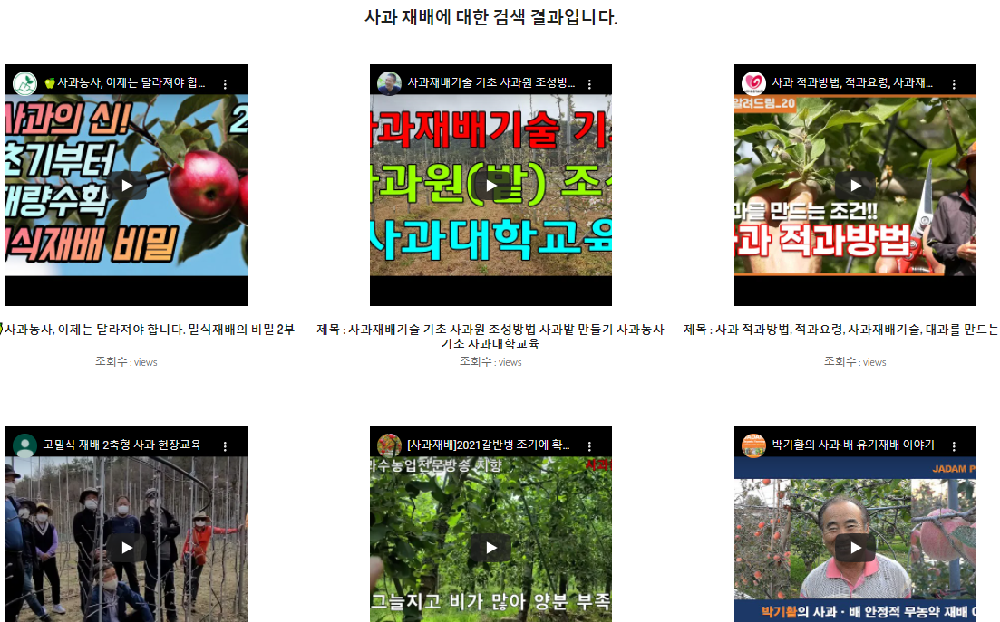 사과 재배에 대한 검색 결과입니다.
사과농사, 이제는 달라져야 합...
사과의 신!
2
초기부터
대량수확
식재배 비밀
사과재배기술 기초 사과원 조성방...
사과재배기술 기
사과원(밭) 조
사과대학교육
사과 적과방법, 적과요령, 사과재...
알려드림_20
과를 만드는 조건!!
사과 적과방법
사과농사, 이제는 달라져야 합니다. 밀식재배의 비밀 2부
조회수 : views
제목 : 사과재배기술 기초 사과원 조성방법 사과밭 만들기 사과농사
기초 사과대학교육
조회수 : views
제목 : 사과 적과방법, 적과요령, 사과재배기술, 대과를 만드는
조회수 : views
고밀식 재배 2축형 사과 현장교육
[사과재배]2021갈반병 조기에 확...
과수농업전문방송 지향
그늘지고 비가 많아 양분 부족
박기활의 사과·배 유기재배 이야기
JADAM
박기활의 사과·배 안정적 무농약 재배